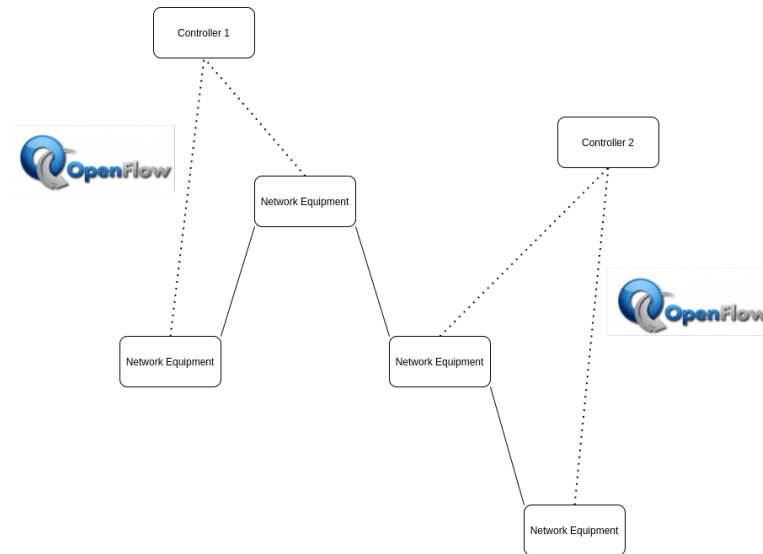 Controller 1
OpenFlow
Controller 2
Network Equipment
OpenFlow
Network Equipment
Network Equipment
Network Equipment